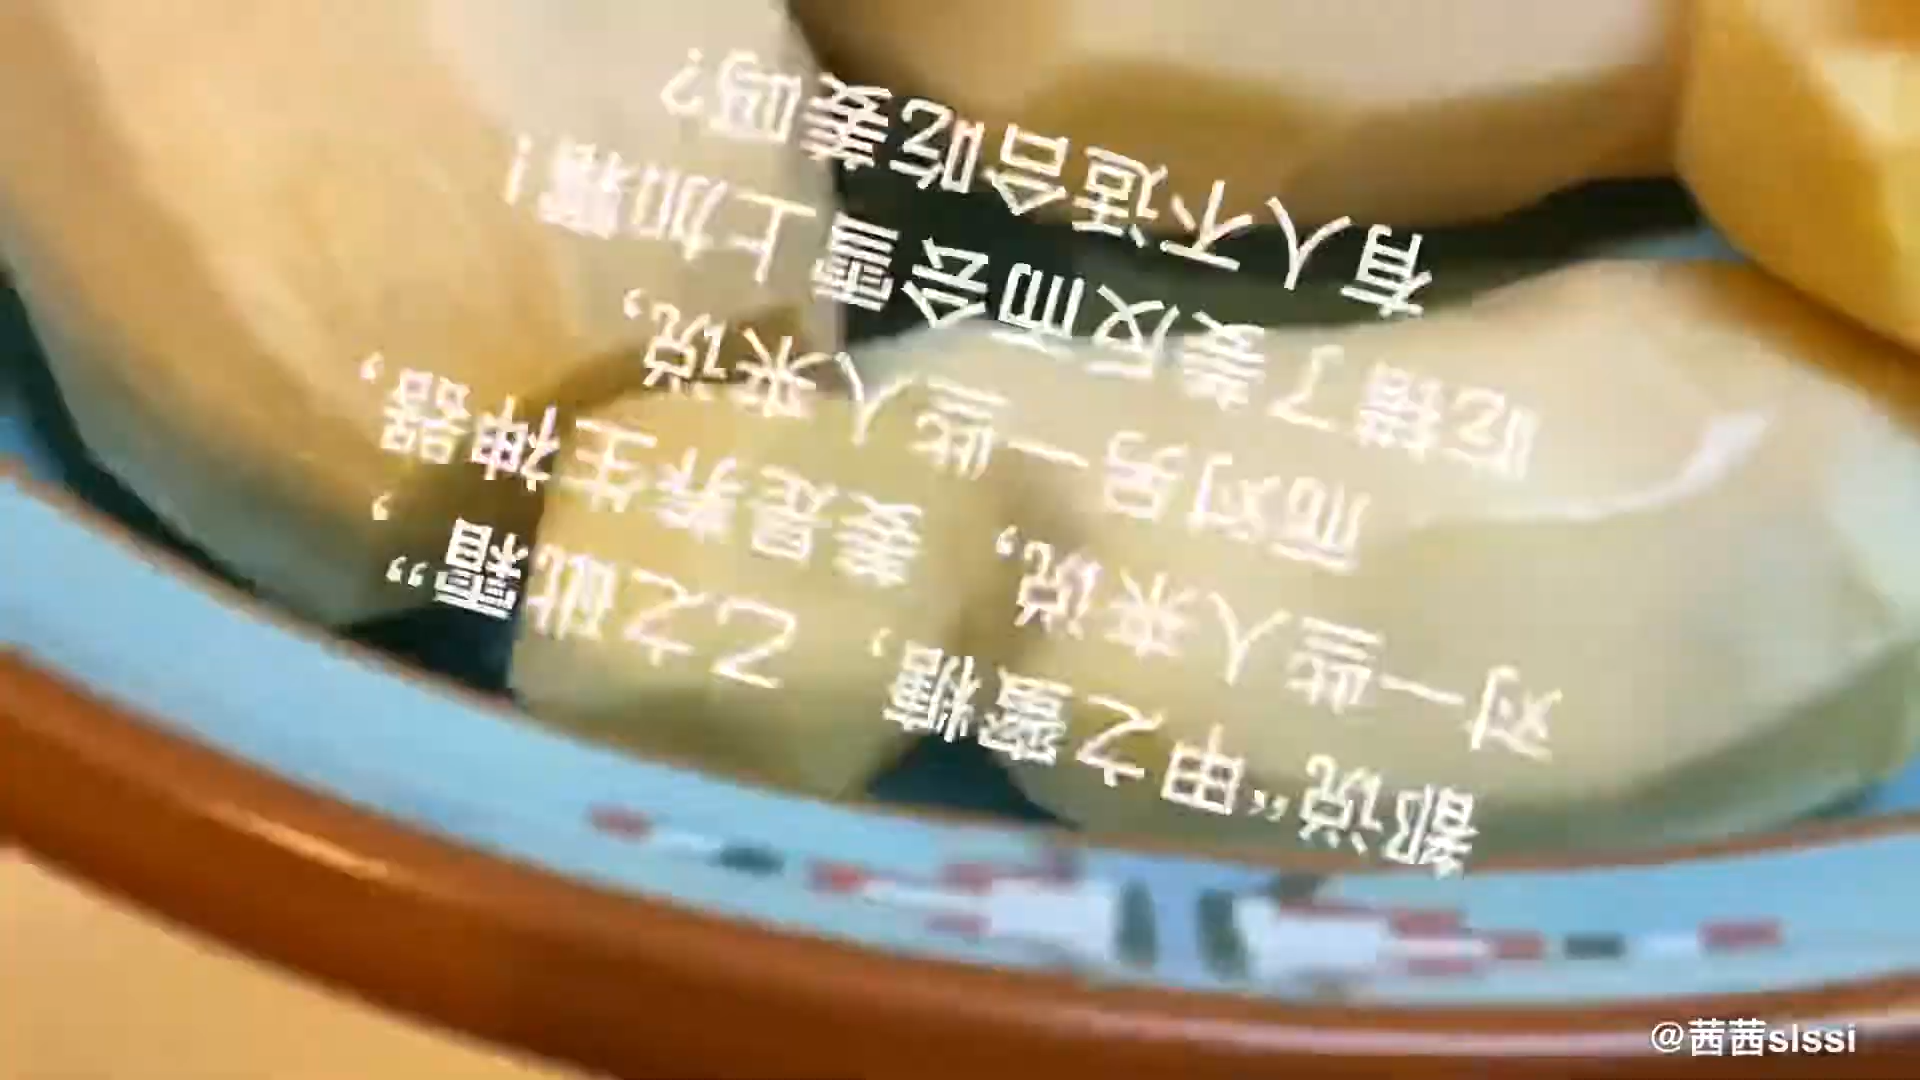 都说“甲之蜜糖，乙之砒霜”，
对一些人来说，姜是养生神器，
而对另一些人来说，
吃错了姜反而会雪上加霜！
有人不适合吃姜吗？
@茜茜slssi